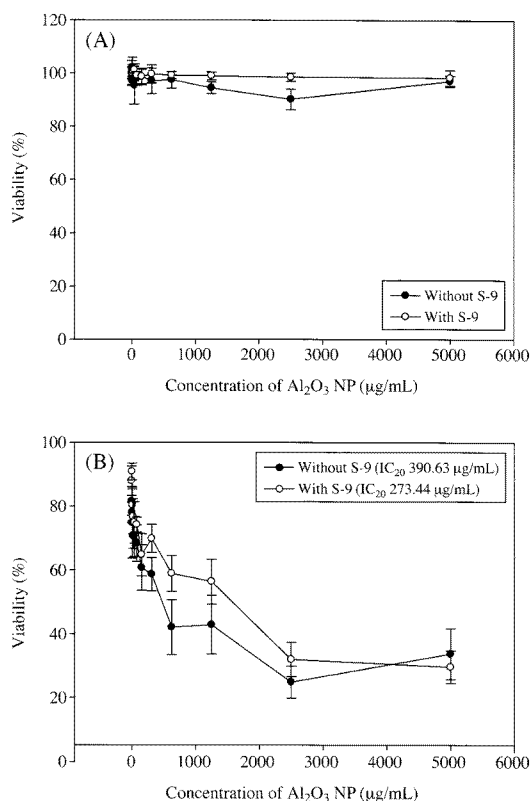 (A)
120
100
80
60
40
20
0
Viability (%)
Without S-9
With S-9
0 1000 2000 3000 4000 5000 6000
Concentration of Al₂O₃ NP (μg/mL)
(B)
100
80
60
40
20
0
Viability (%)
Without S-9 (IC₂₀ 390.63 μg/mL)
With S-9 (IC₂₀ 273.44 μg/mL)
0 1000 2000 3000 4000 5000 6000
Concentration of Al₂O₃ NP (μg/mL)